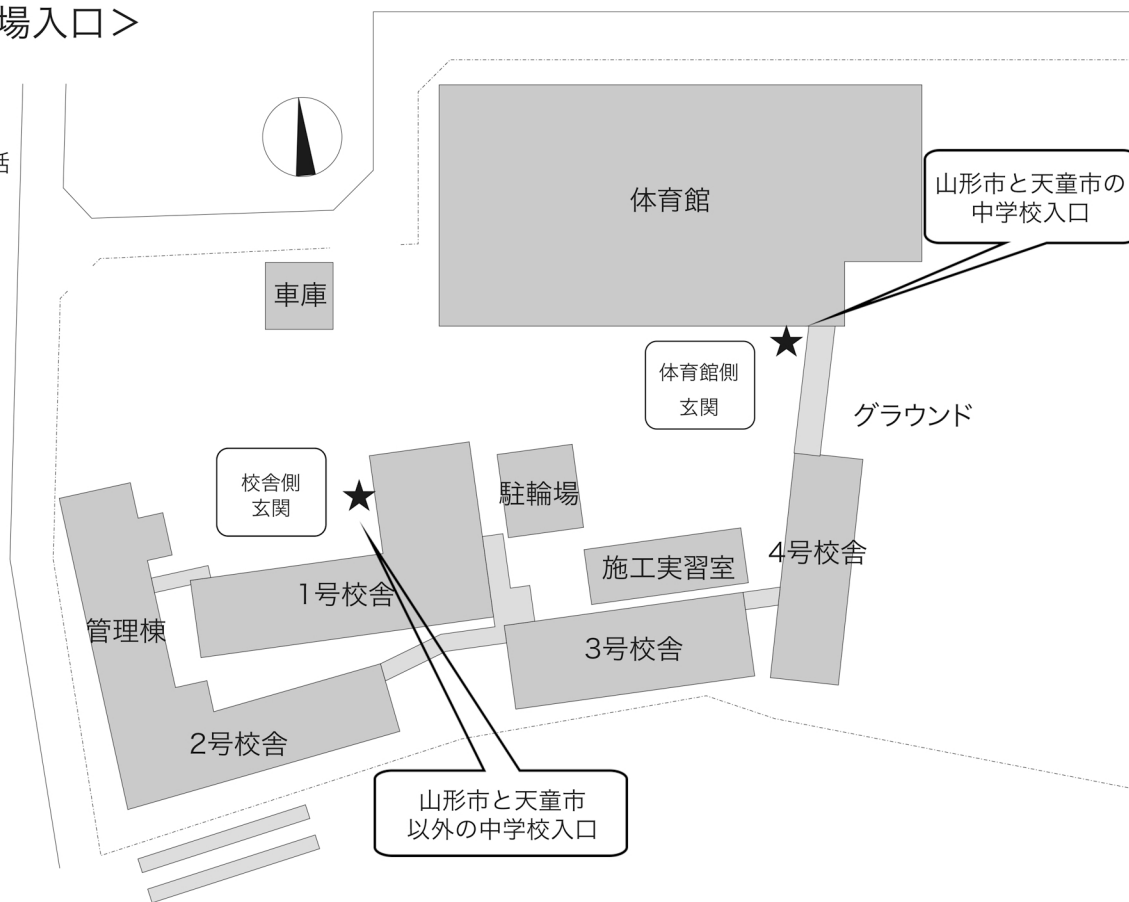 場入口＞
話
体育館
山形市と天童市の
中学校入口
車庫
体育館側
玄関
グラウンド
校舎側
玄関
駐輪場
4号校舎
施工実習室
1号校舎
管理棟
3号校舎
2号校舎
山形市と天童市
以外の中学校入口